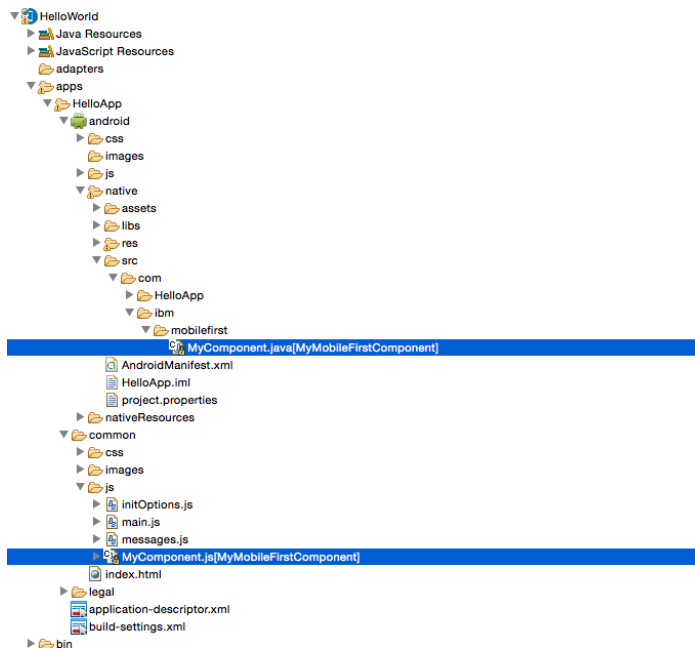 HelloWorld
Java Resources
JavaScript Resources
adapters
apps
HelloApp
android
css
images
js
native
assets
libs
res
src
com
HelloApp
ibm
mobilefirst
MyComponent.java[MyMobileFirstComponent]
AndroidManifest.xml
HelloApp.iml
project.properties
nativeResources
common
css
images
js
initOptions.js
main.js
messages.js
MyComponent.js[MyMobileFirstComponent]
index.html
legal
application-descriptor.xml
build-settings.xml
bin